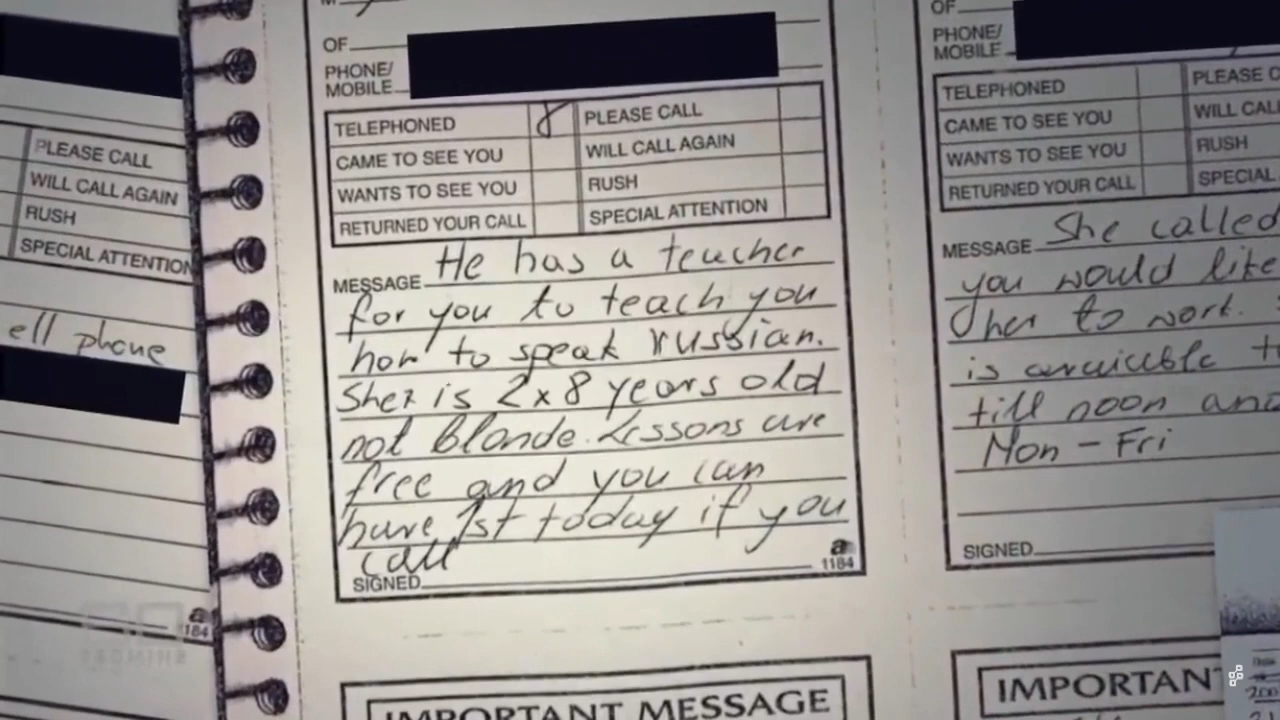 OF
PHONE/
MOBILE
TELEPHONED
PLEASE CALL
CAME TO SEE YOU
WILL CALL AGAIN
WANTS TO SEE YOU
RUSH
RETURNED YOUR CALL
SPECIAL ATTENTION
MESSAGE He has a teacher
for you to teach you
how to speak russian.
She is 2x8 years old
not blonde. Lessons are
free and you can
have 1st today if you
call
SIGNED
1184
IMPORTANT MESSAGE
PLEASE CALL
WILL CALL AGAIN
RUSH
SPECIAL ATTENTION
ell phone
184
OF
PHONE/
MOBILE
TELEPHONED
PLEASE C
CAME TO SEE YOU
WILL CAL
WANTS TO SEE YOU
RUSH
RETURNED YOUR CALL
SPECIAL
MESSAGE She called
you would like
her to work.
is available t
till noon and
Mon - Fri
SIGNED
IMPORTANT